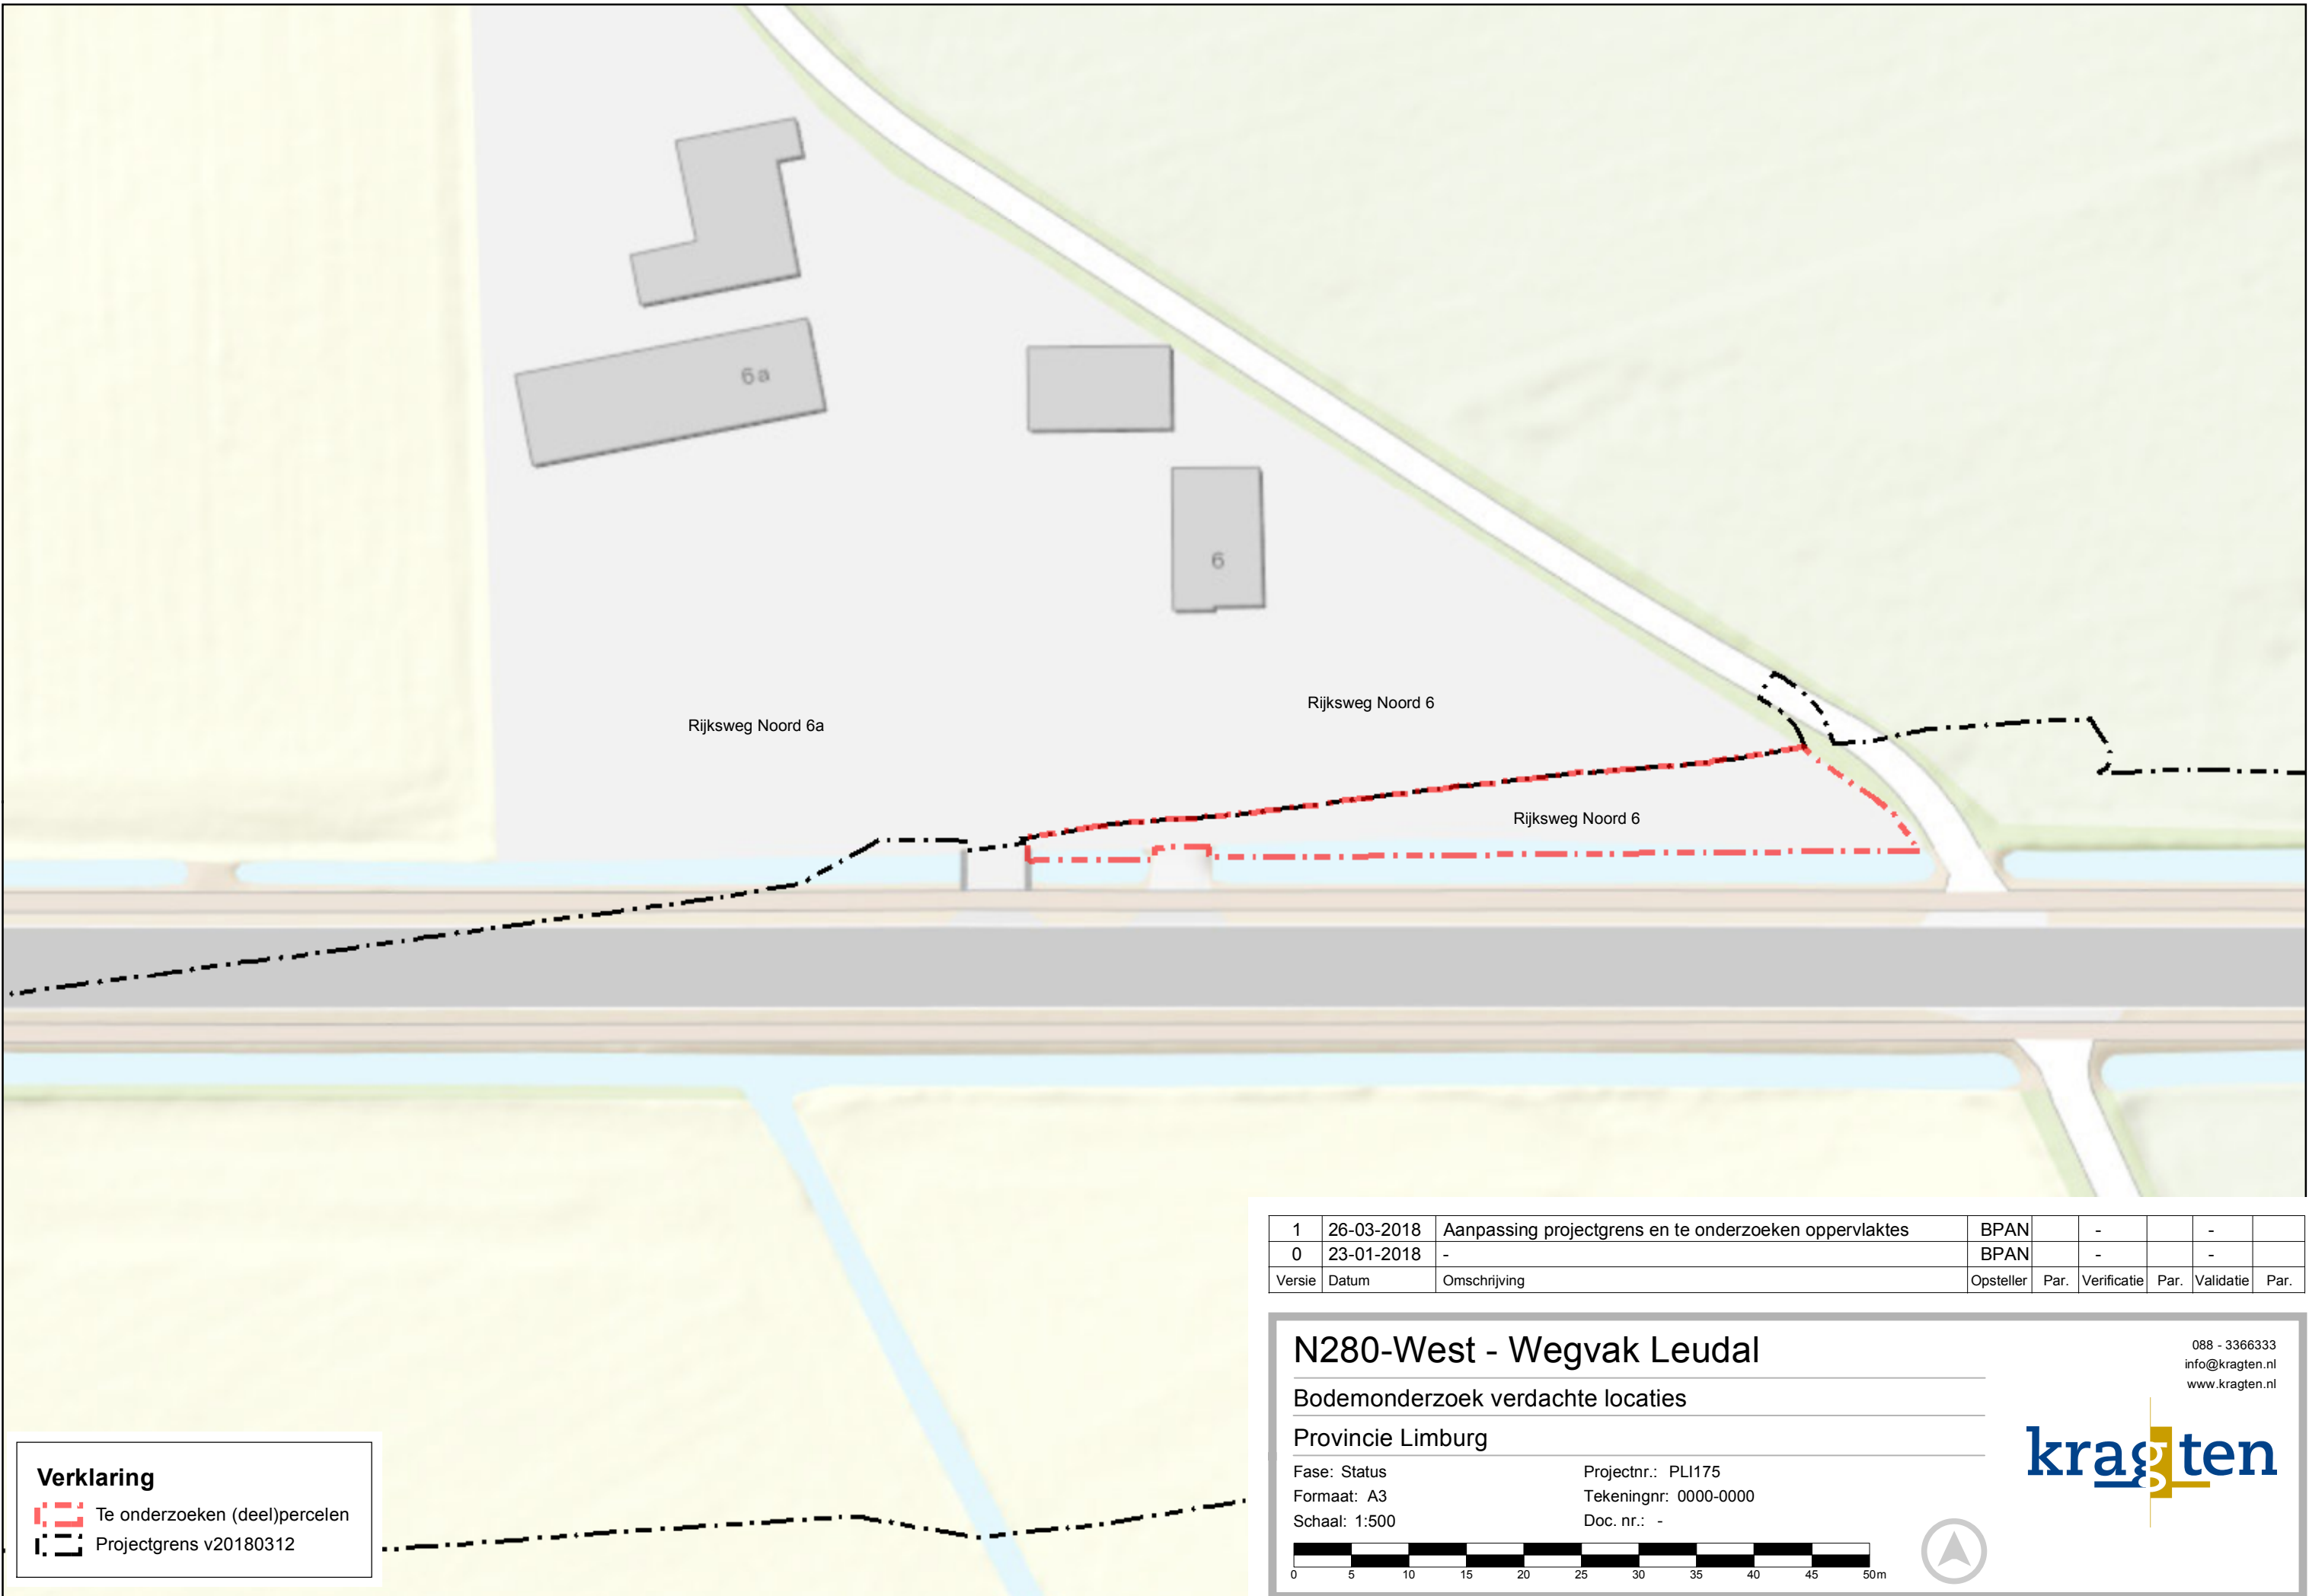 6a
6
Rijksweg Noord 6
Rijksweg Noord 6a
Rijksweg Noord 6
1 26-03-2018 Aanpassing projectgrens en te onderzoeken oppervlaktes BPAN - -
0 23-01-2018 - BPAN - -
Versie Datum Omschrijving Opsteller Par. Verificatie Par. Validatie Par.
N280-West - Wegvak Leudal
Bodemonderzoek verdachte locaties
Provincie Limburg
Fase: Status Projectnr.: PLI175
Formaat: A3 Tekeningnr: 0000-0000
Schaal: 1:500 Doc. nr.: -
0 5 10 15 20 25 30 35 40 45 50m
088 - 3366333
info@kragten.nl
www.kragten.nl
kragten
Verklaring
Te onderzoeken (deel)percelen
Projectgrens v20180312